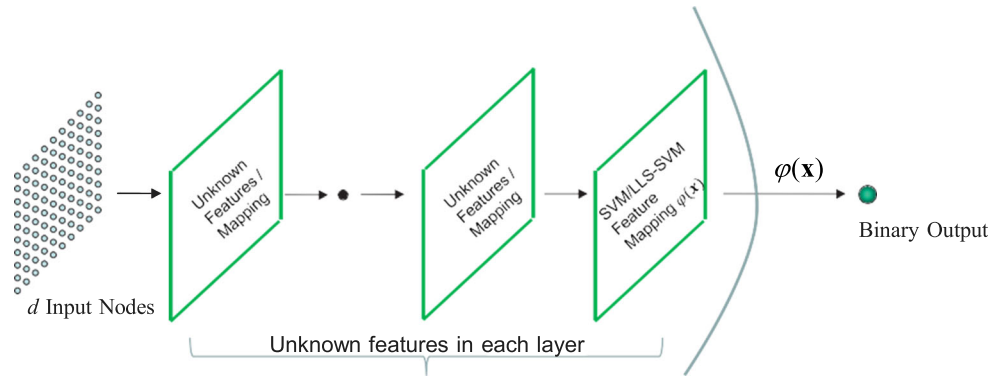 Unknown
Features /
Mapping
Unknown
Features /
Mapping
SVM/LLS-SVM
Feature
Mapping φ(x)
φ(x)
Binary Output
d Input Nodes
Unknown features in each layer